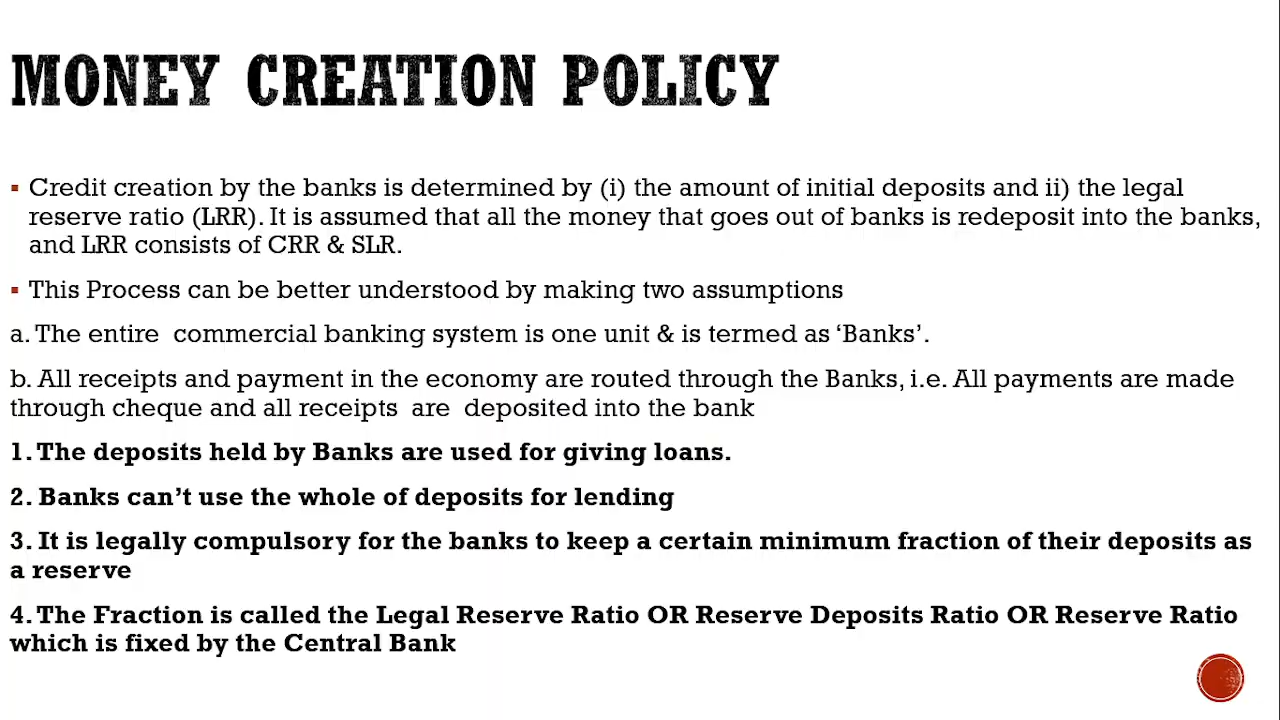 MONEY CREATION POLICY
▪ Credit creation by the banks is determined by (i) the amount of initial deposits and ii) the legal
reserve ratio (LRR). It is assumed that all the money that goes out of banks is redeposit into the banks,
and LRR consists of CRR & SLR.
▪ This Process can be better understood by making two assumptions
a. The entire  commercial banking system is one unit & is termed as ‘Banks’.
b. All receipts and payment in the economy are routed through the Banks, i.e. All payments are made
through cheque and all receipts  are  deposited into the bank
1. The deposits held by Banks are used for giving loans.
2. Banks can’t use the whole of deposits for lending
3. It is legally compulsory for the banks to keep a certain minimum fraction of their deposits as
a reserve
4. The Fraction is called the Legal Reserve Ratio OR Reserve Deposits Ratio OR Reserve Ratio
which is fixed by the Central Bank